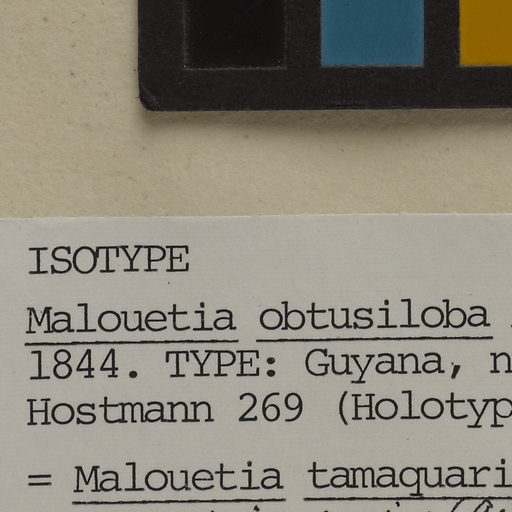 ISOTYPE
Malouetia obtusiloba
1844. TYPE: Guyana, n
Hostmann 269 (Holotyp
= Malouetia tamaquari